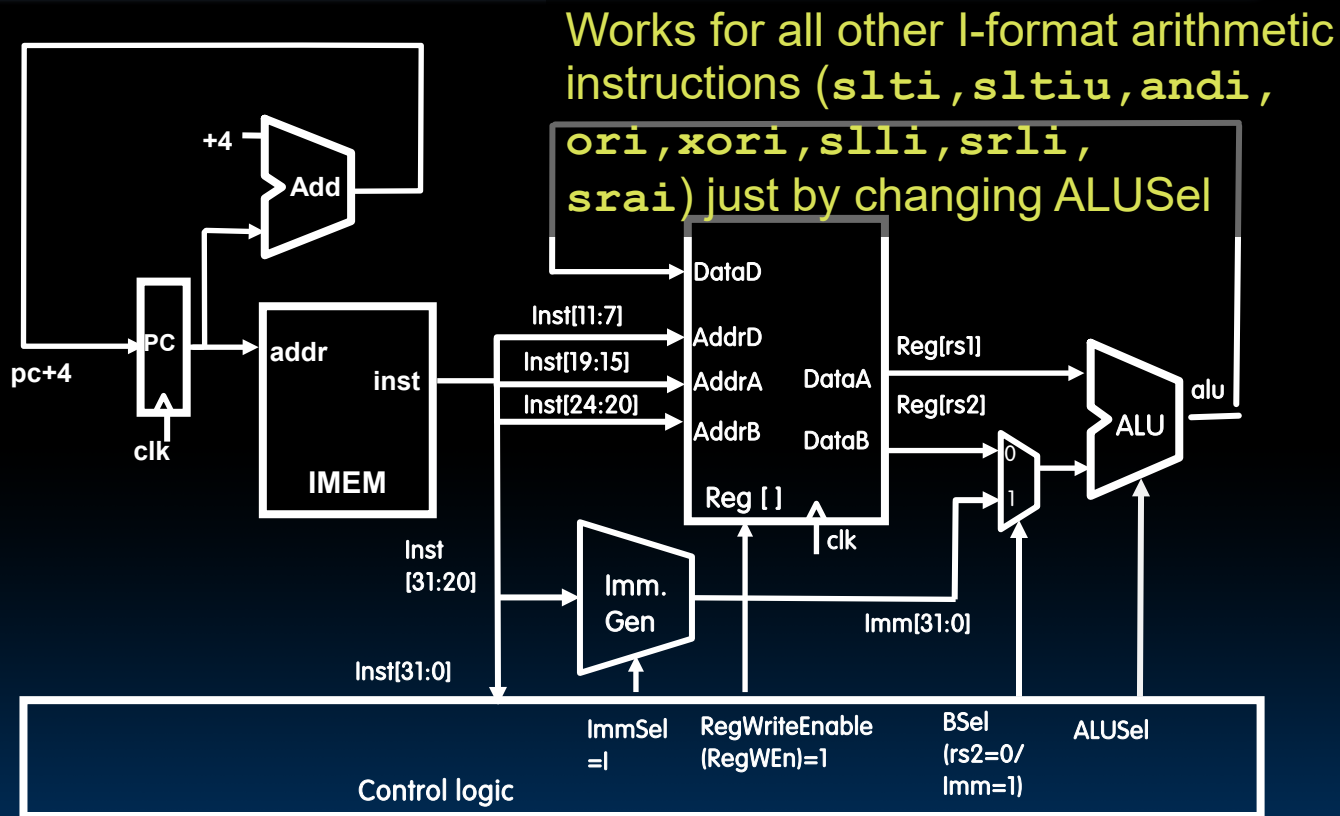 Works for all other I-format arithmetic
instructions (slti,sltiu,andi,
ori,xori,slli,srli,
srai) just by changing ALUSel
+4
Add
DataD
Inst[11:7]
PC
addr
AddrD
Reg[rs1]
Inst[19:15]
pc+4
inst
AddrA
DataA
alu
Inst[24:20]
Reg[rs2]
ALU
AddrB
DataB
clk
0
IMEM
Reg [ ]
1
clk
Inst
[31:20]
Imm.
Gen
Imm[31:0]
Inst[31:0]
ImmSel
=I
RegWriteEnable
(RegWEn)=1
BSel
(rs2=0/
Imm=1)
ALUSel
Control logic